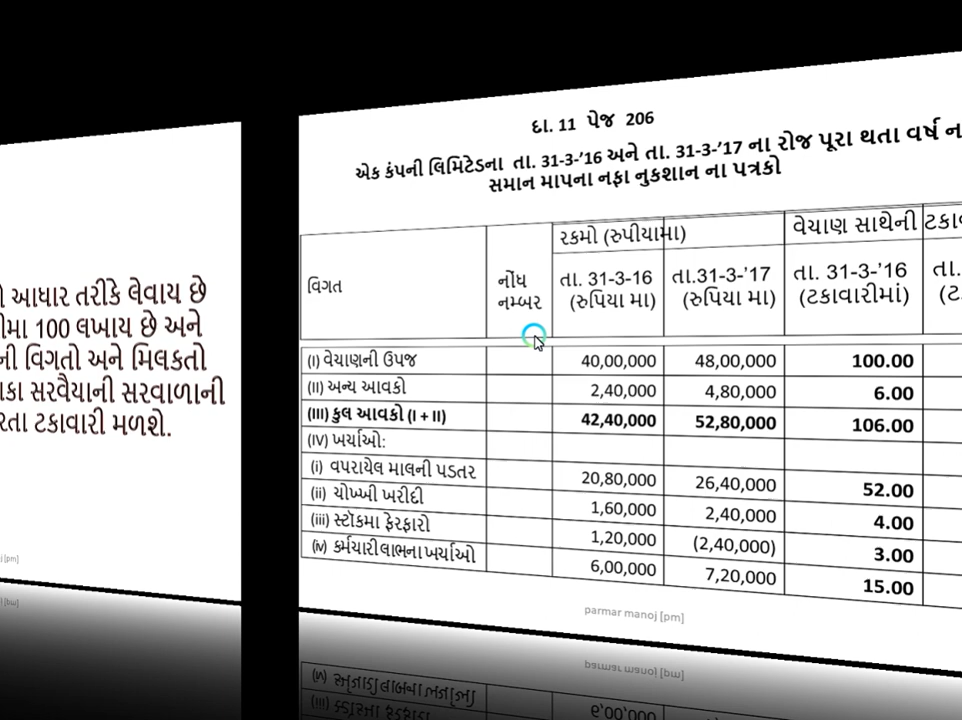 આધાર તરીકે લેવાય છે
100 લખાય છે અને
ની વિગતો અને મિલકતો
સરવૈયાની સરવાળાની
ટકાવારી મળશે.
દા. 11 પેજ 206
એક કંપની લિમિટેડના તા. 31-3-'16 અને તા. 31-3-'17 ના રોજ પૂરા થતા વર્ષ ના
સમાન માપના નફા નુકશાન ના પત્રકો
વિગત
નોંધ નમ્બર
રકમો (રુપીયામા)
વેચાણ સાથેની
તા. 31-3-16 (રુપિયા મા)
તા.31-3-'17 (રુપિયા મા)
તા. 31-3-'16 (ટકાવારીમાં)
તા.
(I) વેચાણની ઉપજ 40,00,000 48,00,000 100.00
(II) અન્ય આવકો 2,40,000 4,80,000 6.00
(III) કુલ આવકો (I + II) 42,40,000 52,80,000 106.00
(IV) ખર્ચાઓ:
(i) વપરાયેલ માલની પડતર 20,80,000 26,40,000 52.00
(ii) ચોખ્ખી ખરીદી 1,60,000 2,40,000 4.00
(iii) સ્ટૉકમા ફેરફારો 1,20,000 (2,40,000) 3.00
(iv) કર્મચારી લાભના ખર્ચાઓ 6,00,000 7,20,000 15.00
parmar manoj [pm]